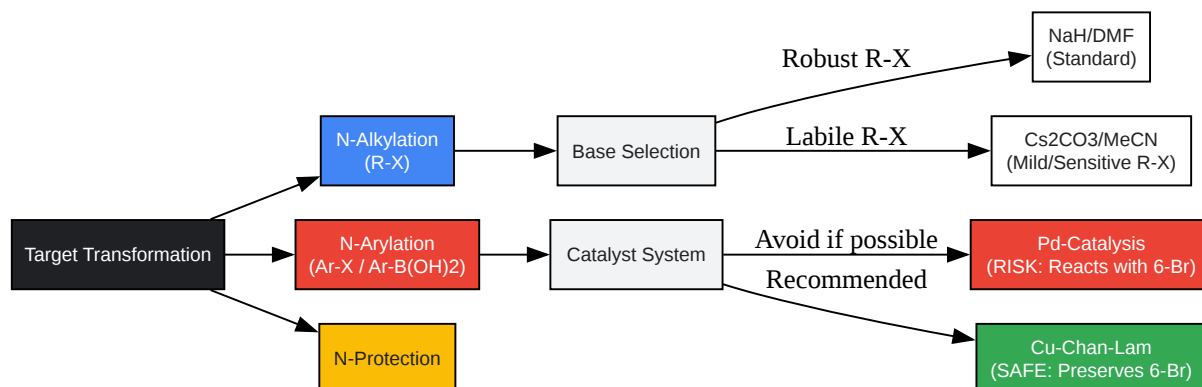 NaH/DMF
(Standard)
Robust R-X
N-Alkylation
(R-X)
Base Selection
Labile R-X
Cs2CO3/MeCN
(Mild/Sensitive R-X)
Target Transformation
N-Arylation
(Ar-X / Ar-B(OH)2)
Catalyst System
Avoid if possible
Pd-Catalysis
(RISK: Reacts with 6-Br)
Recommended
N-Protection
Cu-Chan-Lam
(SAFE: Preserves 6-Br)